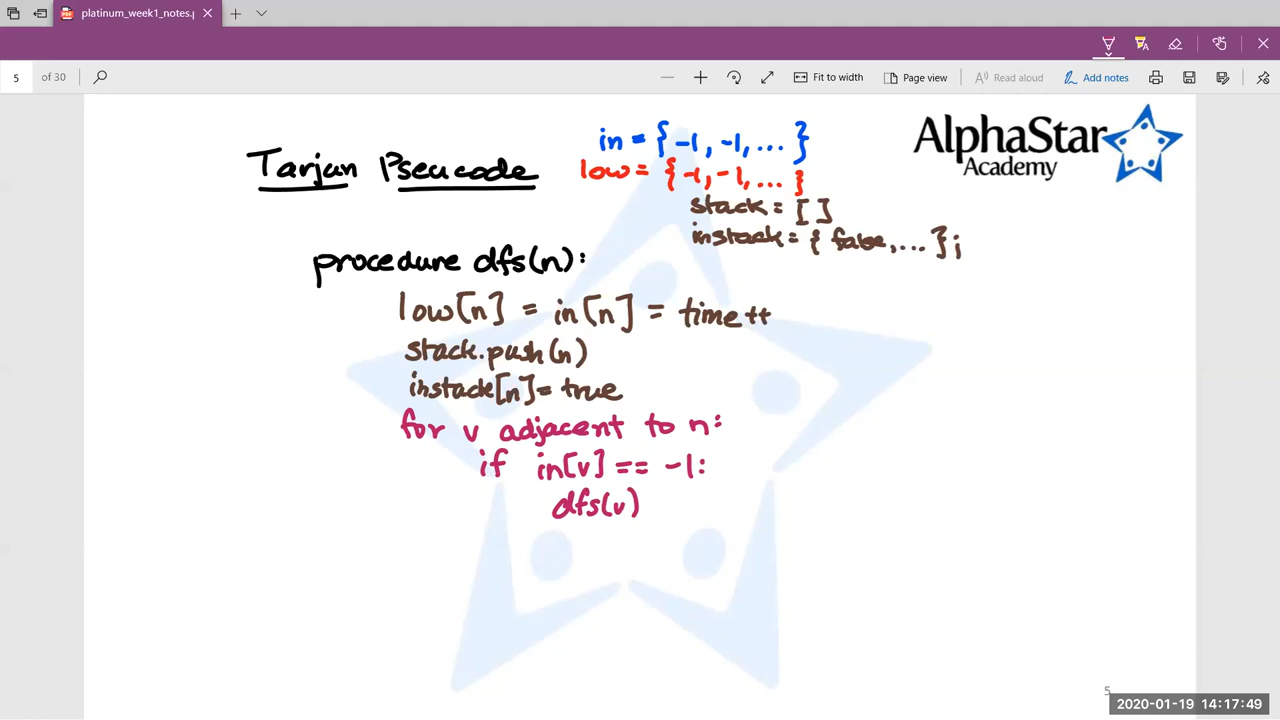 platinum_week1_notes.p
5 of 30 Fit to width Page view Read aloud Add notes
AlphaStar
Academy
in = {-1, -1, ... }
Tarjan Pseucode
low = {-1, -1, ... }
stack = [ ]
instack = { false, ... };
procedure dfs(n):
low[n] = in[n] = time++
stack.push(n)
instack[n] = true
for v adjacent to n:
if in[v] == -1:
dfs(v)
5
2020-01-19 14:17:49